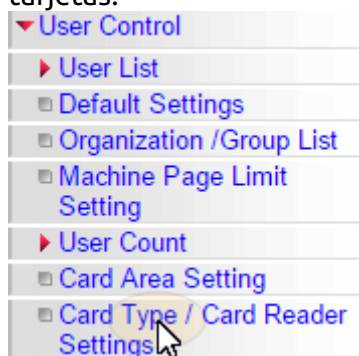 tarjetas.
User Control
User List
Default Settings
Organization /Group List
Machine Page Limit
Setting
User Count
Card Area Setting
Card Type / Card Reader
Settings